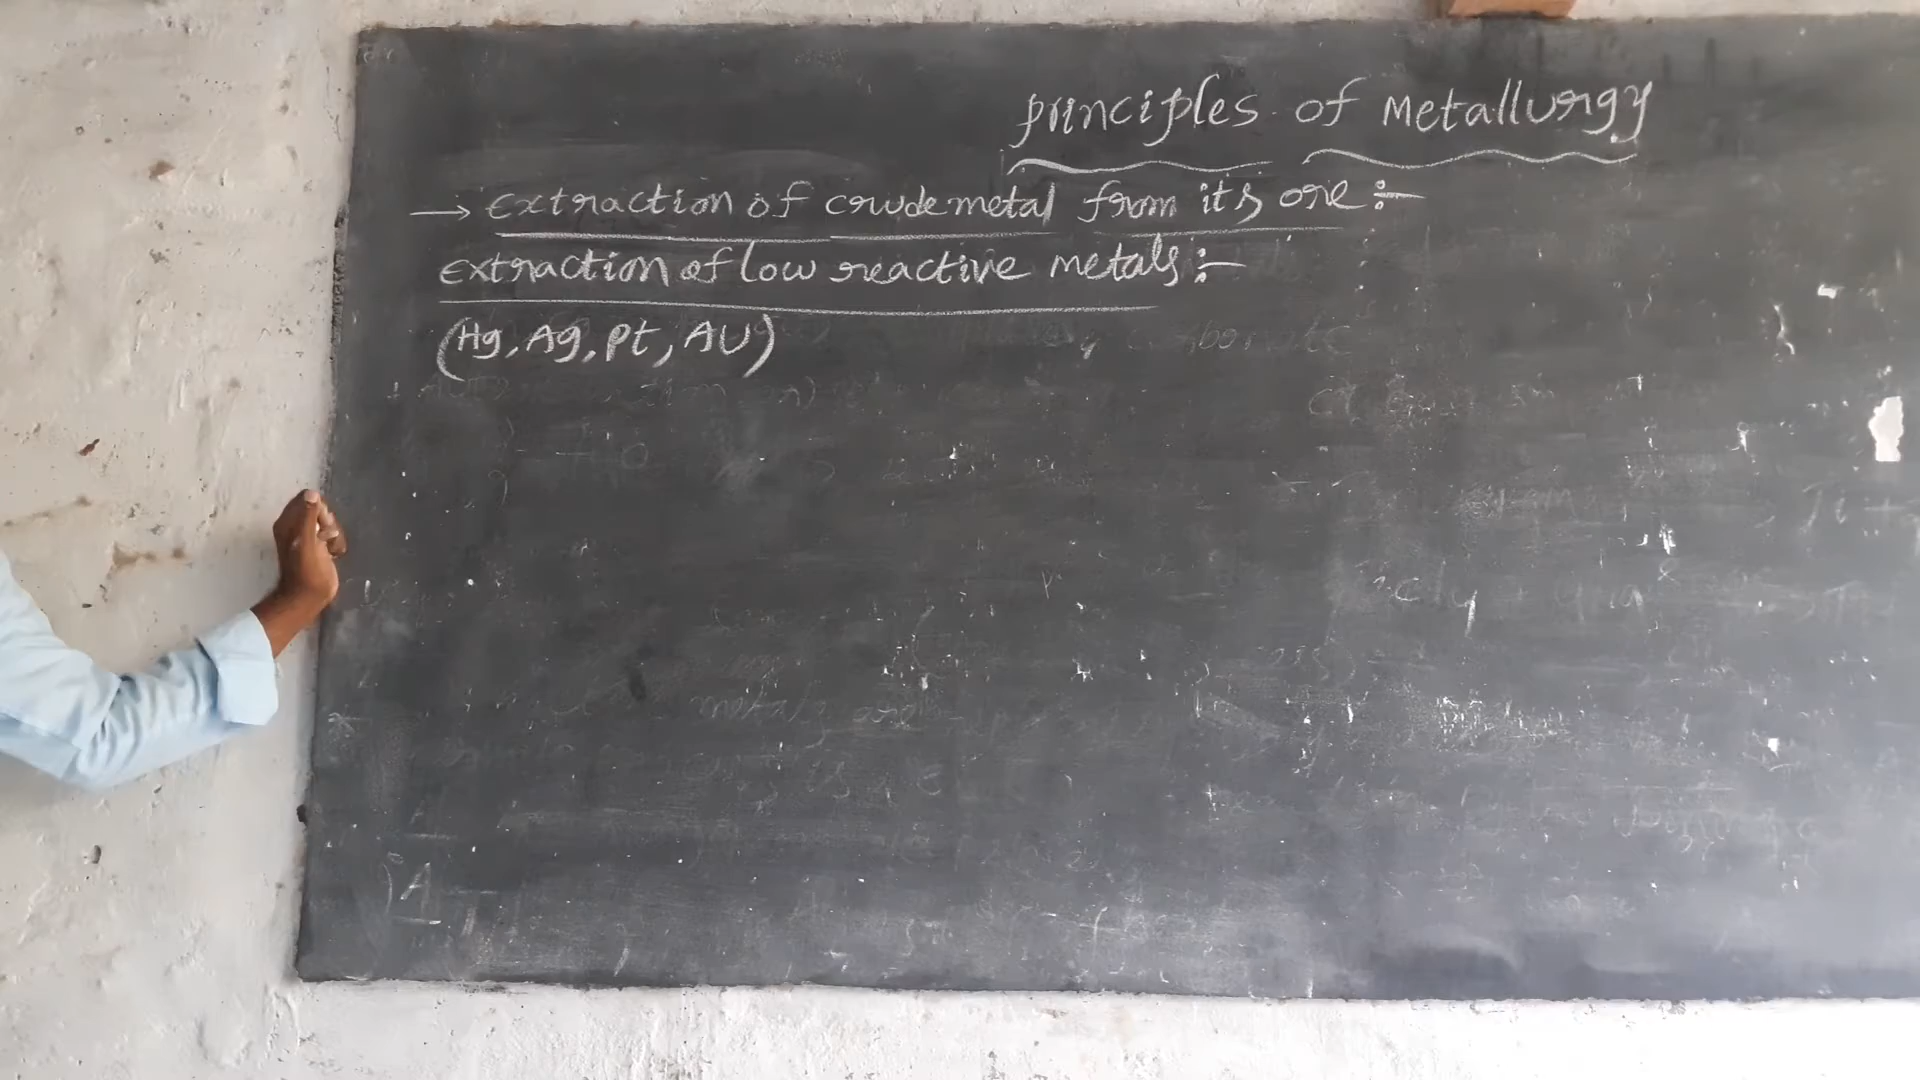 principles of Metallurgy
→ extraction of crude metal from its ore :-
extraction of low reactive metals :-
(Hg, Ag, Pt, AU)